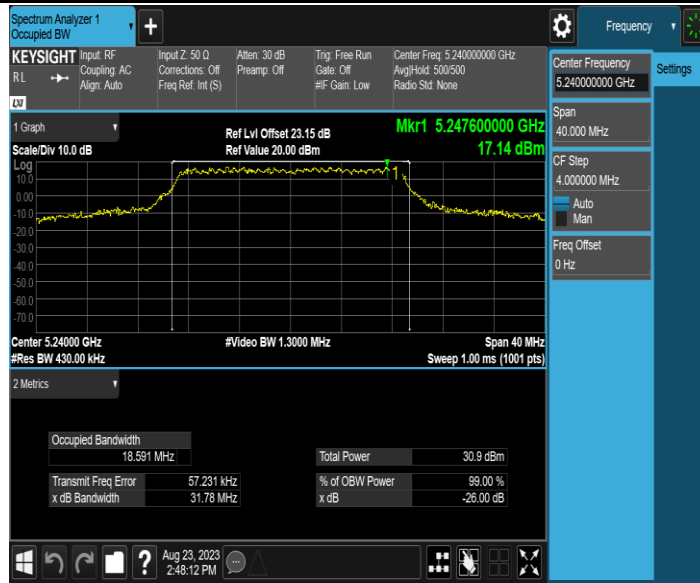 Spectrum Analyzer 1
Occupied BW
+
Frequency
KEYSIGHT
RL
LXI
Input: RF
Coupling: AC
Align: Auto
Input Z: 50 Ω
Corrections: Off
Freq Ref: Int (S)
Atten: 30 dB
Preamp: Off
Trig: Free Run
Gate: Off
#IF Gain: Low
Center Freq: 5.240000000 GHz
Avg|Hold: 500/500
Radio Std: None
Center Frequency
5.240000000 GHz
Settings
Span
40.000 MHz
CF Step
4.000000 MHz
Auto
Man
Freq Offset
0 Hz
1 Graph
Scale/Div 10.0 dB
Ref Lvl Offset 23.15 dB
Ref Value 20.00 dBm
Mkr1 5.247600000 GHz
17.14 dBm
Log
10.0
0.00
-10.0
-20.0
-30.0
-40.0
-50.0
-60.0
-70.0
Center 5.24000 GHz
#Video BW 1.3000 MHz
Span 40 MHz
#Res BW 430.00 kHz
Sweep 1.00 ms (1001 pts)
2 Metrics
Occupied Bandwidth
18.591 MHz
Total Power 30.9 dBm
Transmit Freq Error 57.231 kHz
% of OBW Power 99.00 %
x dB Bandwidth 31.78 MHz
x dB -26.00 dB
?
Aug 23, 2023
2:48:12 PM